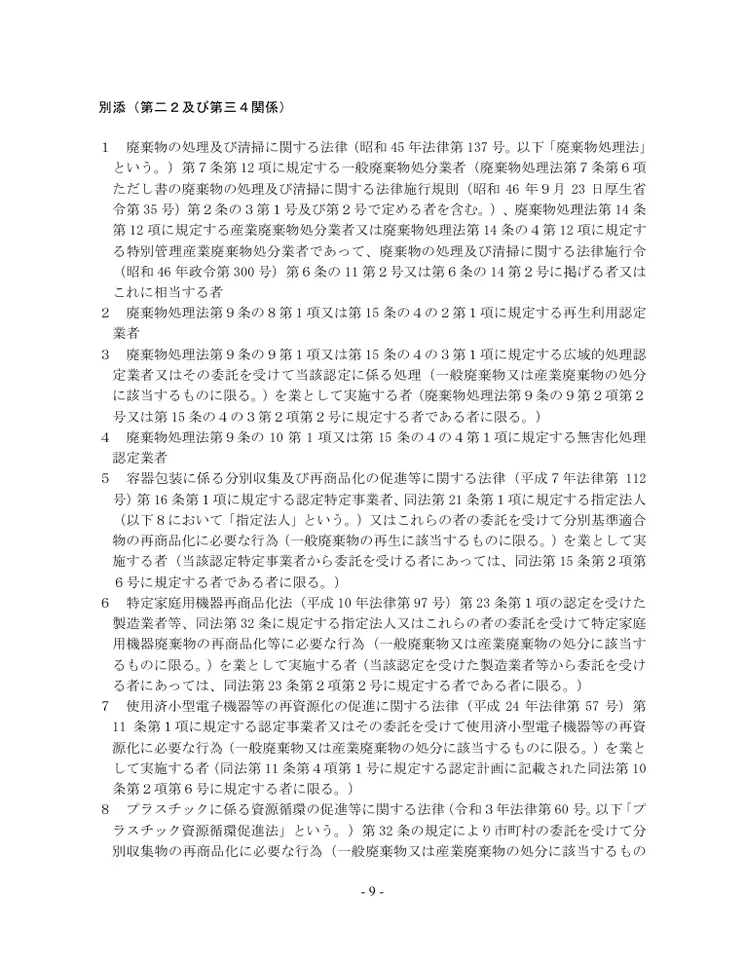 別添（第二２及び第三４関係）
１　廃棄物の処理及び清掃に関する法律（昭和 45 年法律第 137 号。以下「廃棄物処理法」
という。）第７条第 12 項に規定する一般廃棄物処分業者（廃棄物処理法第７条第６項
ただし書の廃棄物の処理及び清掃に関する法律施行規則（昭和 46 年９月 23 日厚生省
令第 35 号）第２条の３第１号及び第２号で定める者を含む。）、廃棄物処理法第 14 条
第 12 項に規定する産業廃棄物処分業者又は廃棄物処理法第 14 条の４第 12 項に規定す
る特別管理産業廃棄物処分業者であって、廃棄物の処理及び清掃に関する法律施行令
（昭和 46 年政令第 300 号）第６条の 11 第２号又は第６条の 14 第２号に掲げる者又は
これに相当する者
２　廃棄物処理法第９条の８第１項又は第 15 条の４の２第１項に規定する再生利用認定
業者
３　廃棄物処理法第９条の９第１項又は第 15 条の４の３第１項に規定する広域的処理認
定業者又はその委託を受けて当該認定に係る処理（一般廃棄物又は産業廃棄物の処分
に該当するものに限る。）を業として実施する者（廃棄物処理法第９条の９第２項第２
号又は第 15 条の４の３第２項第２号に規定する者である者に限る。）
４　廃棄物処理法第９条の 10 第１項又は第 15 条の４の４第１項に規定する無害化処理
認定業者
５　容器包装に係る分別収集及び再商品化の促進等に関する法律（平成７年法律第 112
号）第 16 条第１項に規定する認定特定事業者、同法第 21 条第１項に規定する指定法人
（以下８において「指定法人」という。）又はこれらの者の委託を受けて分別基準適合
物の再商品化に必要な行為（一般廃棄物の再生に該当するものに限る。）を業として実
施する者（当該認定特定事業者から委託を受ける者にあっては、同法第 15 条第２項第
６号に規定する者である者に限る。）
６　特定家庭用機器再商品化法（平成 10 年法律第 97 号）第 23 条第１項の認定を受けた
製造業者等、同法第 32 条に規定する指定法人又はこれらの者の委託を受けて特定家庭
用機器廃棄物の再商品化等に必要な行為（一般廃棄物又は産業廃棄物の処分に該当す
るものに限る。）を業として実施する者（当該認定を受けた製造業者等から委託を受け
る者にあっては、同法第 23 条第２項第２号に規定する者である者に限る。）
７　使用済小型電子機器等の再資源化の促進に関する法律（平成 24 年法律第 57 号）第
11 条第１項に規定する認定事業者又はその委託を受けて使用済小型電子機器等の再資
源化に必要な行為（一般廃棄物又は産業廃棄物の処分に該当するものに限る。）を業と
して実施する者（同法第 11 条第４項第１号に規定する認定計画に記載された同法第 10
条第２項第６号に規定する者に限る。）
８　プラスチックに係る資源循環の促進等に関する法律（令和３年法律第 60 号。以下「プ
ラスチック資源循環促進法」という。）第 32 条の規定により市町村の委託を受けて分
別収集物の再商品化に必要な行為（一般廃棄物又は産業廃棄物の処分に該当するもの
- 9 -